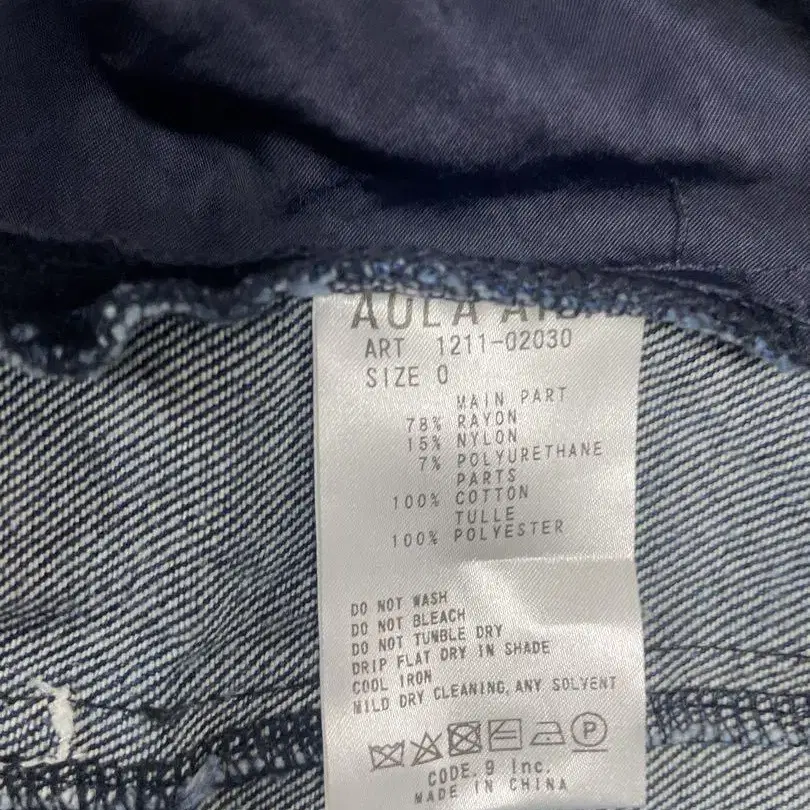 AULA
ART 1211-02030
SIZE 0
MAIN PART
78% RAYON
15% NYLON
7% POLYURETHANE
PARTS
100% COTTON
TULLE
100% POLYESTER
DO NOT WASH
DO NOT BLEACH
DO NOT TUNBLE DRY
DRIP FLAT DRY IN SHADE
COOL IRON
MILD DRY CLEANING, ANY SOLVENT
P
CODE.9 Inc.
MADE IN CHINA